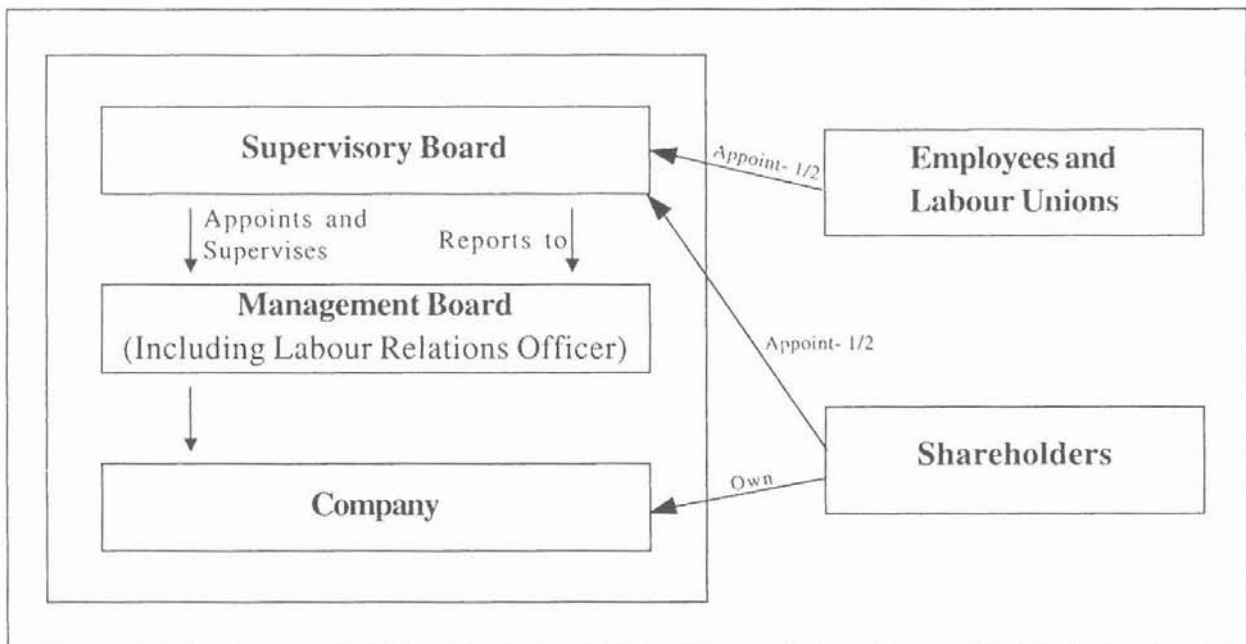 Supervisory Board
Appoint- 1/2
Employees and
Labour Unions
Appoints and
Supervises
Reports to
Management Board
(Including Labour Relations Officer)
Appoint- 1/2
Shareholders
Own
Company